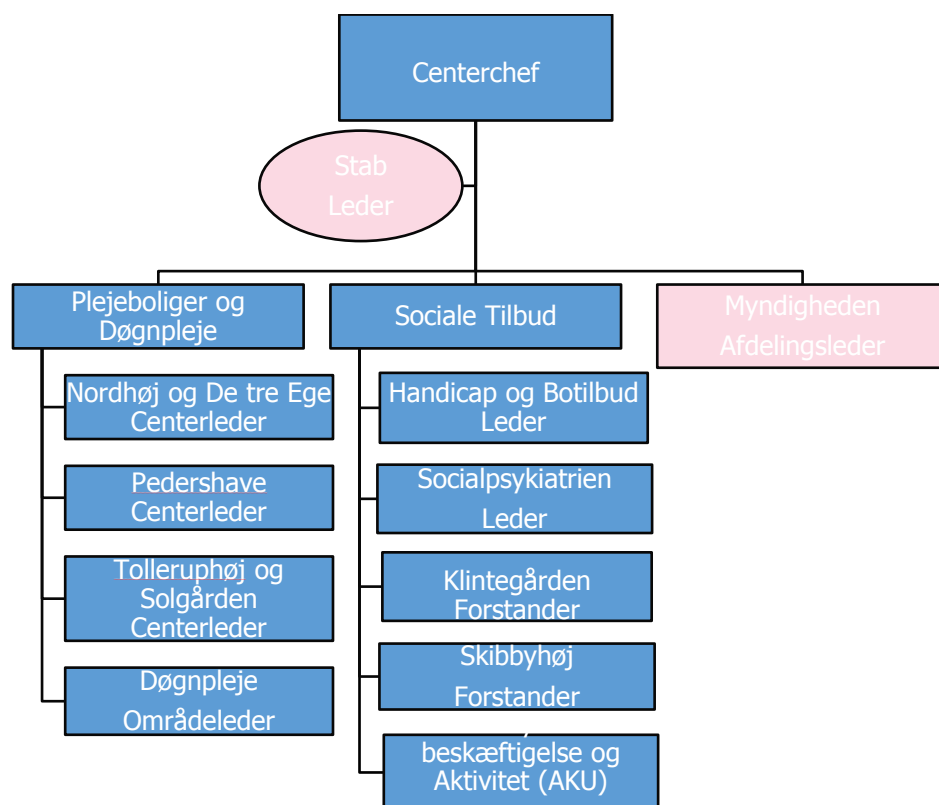 Centerchef
Stab
Leder
Plejeboliger og
Døgnpleje
Nordhøj og De tre Ege
Centerleder
Pedershave
Centerleder
Tolleruphøj og
Solgården
Centerleder
Døgnpleje
Områdeleder
Sociale Tilbud
Handicap og Botilbud
Leder
Socialpsykiatrien
Leder
Klintegården
Forstander
Skibbyhøj
Forstander
beskæftigelse og
Aktivitet (AKU)
Myndigheden
Afdelingsleder